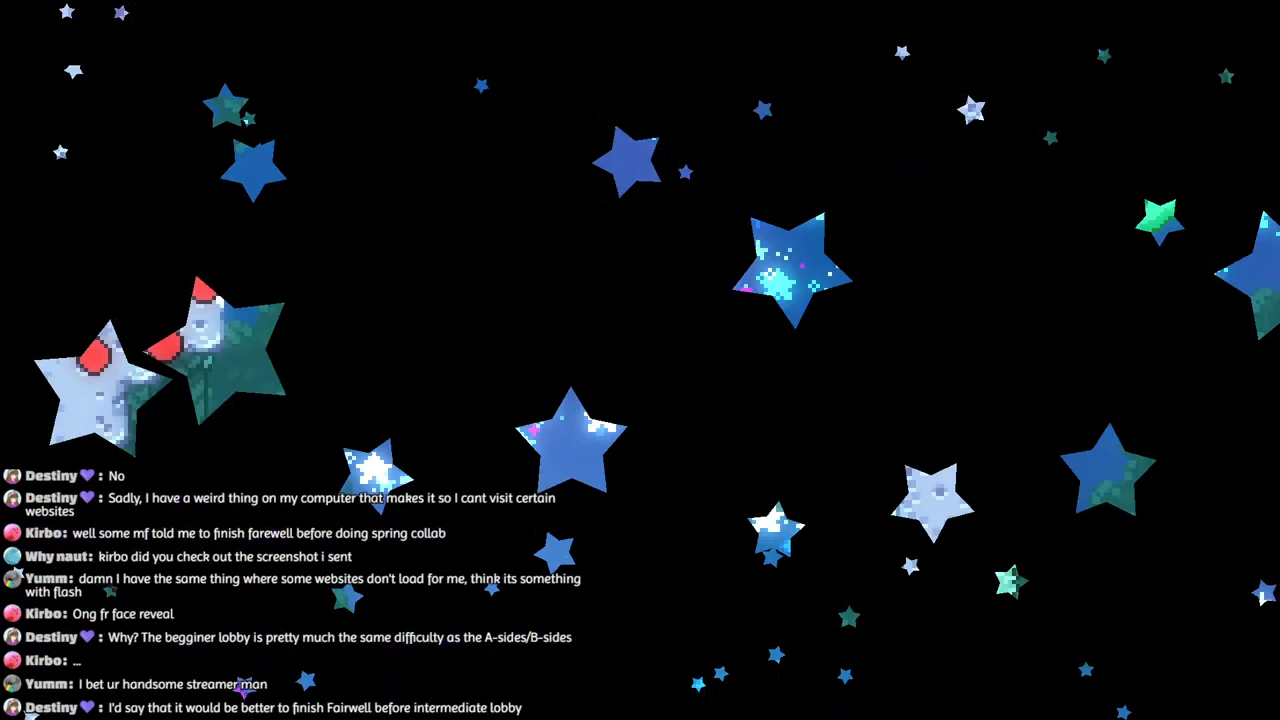 Destiny💜: No
Destiny💜: Sadly, I have a weird thing on my computer that makes it so I cant visit certain
websites
Kirbo: well some mf told me to finish farewell before doing spring collab
Why naut: kirbo did you check out the screenshot i sent
Yumm: damn I have the same thing where some websites don't load for me, think its something
with flash
Kirbo: Ong fr face reveal
Destiny💜: Why? The begginer lobby is pretty much the same difficulty as the A-sides/B-sides
Kirbo: ...
Yumm: I bet ur handsome streamer man
Destiny💜: I'd say that it would be better to finish Fairwell before intermediate lobby